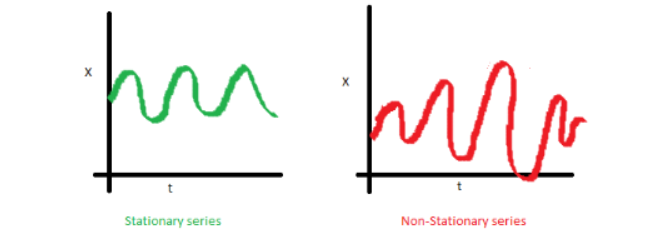 X
t
Stationary series
X
t
Non-Stationary series